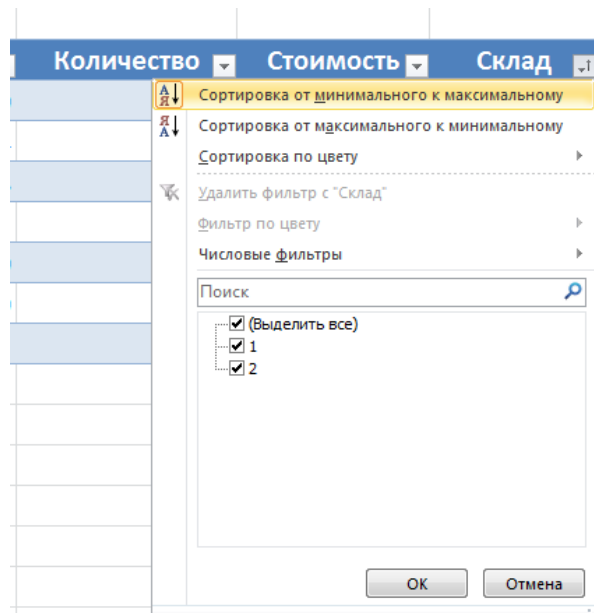 Количество Стоимость Склад
Сортировка от минимального к максимальному
Сортировка от максимального к минимальному
Сортировка по цвету
Удалить фильтр с "Склад"
Фильтр по цвету
Числовые фильтры
Поиск
(Выделить все)
1
2
ОК Отмена